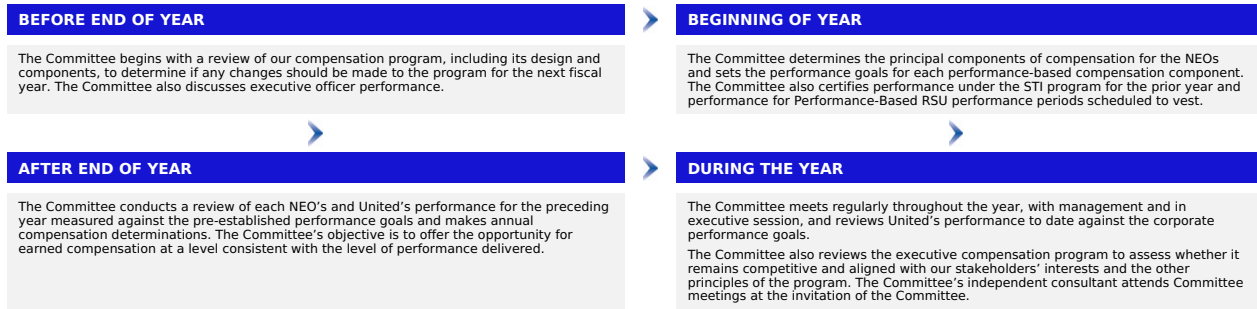 BEFORE END OF YEAR
The Committee begins with a review of our compensation program, including its design and
components, to determine if any changes should be made to the program for the next fiscal
year. The Committee also discusses executive officer performance.
BEGINNING OF YEAR
The Committee determines the principal components of compensation for the NEOs
and sets the performance goals for each performance-based compensation component.
The Committee also certifies performance under the STI program for the prior year and
performance for Performance-Based RSU performance periods scheduled to vest.
AFTER END OF YEAR
The Committee conducts a review of each NEO’s and United’s performance for the preceding
year measured against the pre-established performance goals and makes annual
compensation determinations. The Committee’s objective is to offer the opportunity for
earned compensation at a level consistent with the level of performance delivered.
DURING THE YEAR
The Committee meets regularly throughout the year, with management and in
executive session, and reviews United’s performance to date against the corporate
performance goals.
The Committee also reviews the executive compensation program to assess whether it
remains competitive and aligned with our stakeholders’ interests and the other
principles of the program. The Committee’s independent consultant attends Committee
meetings at the invitation of the Committee.